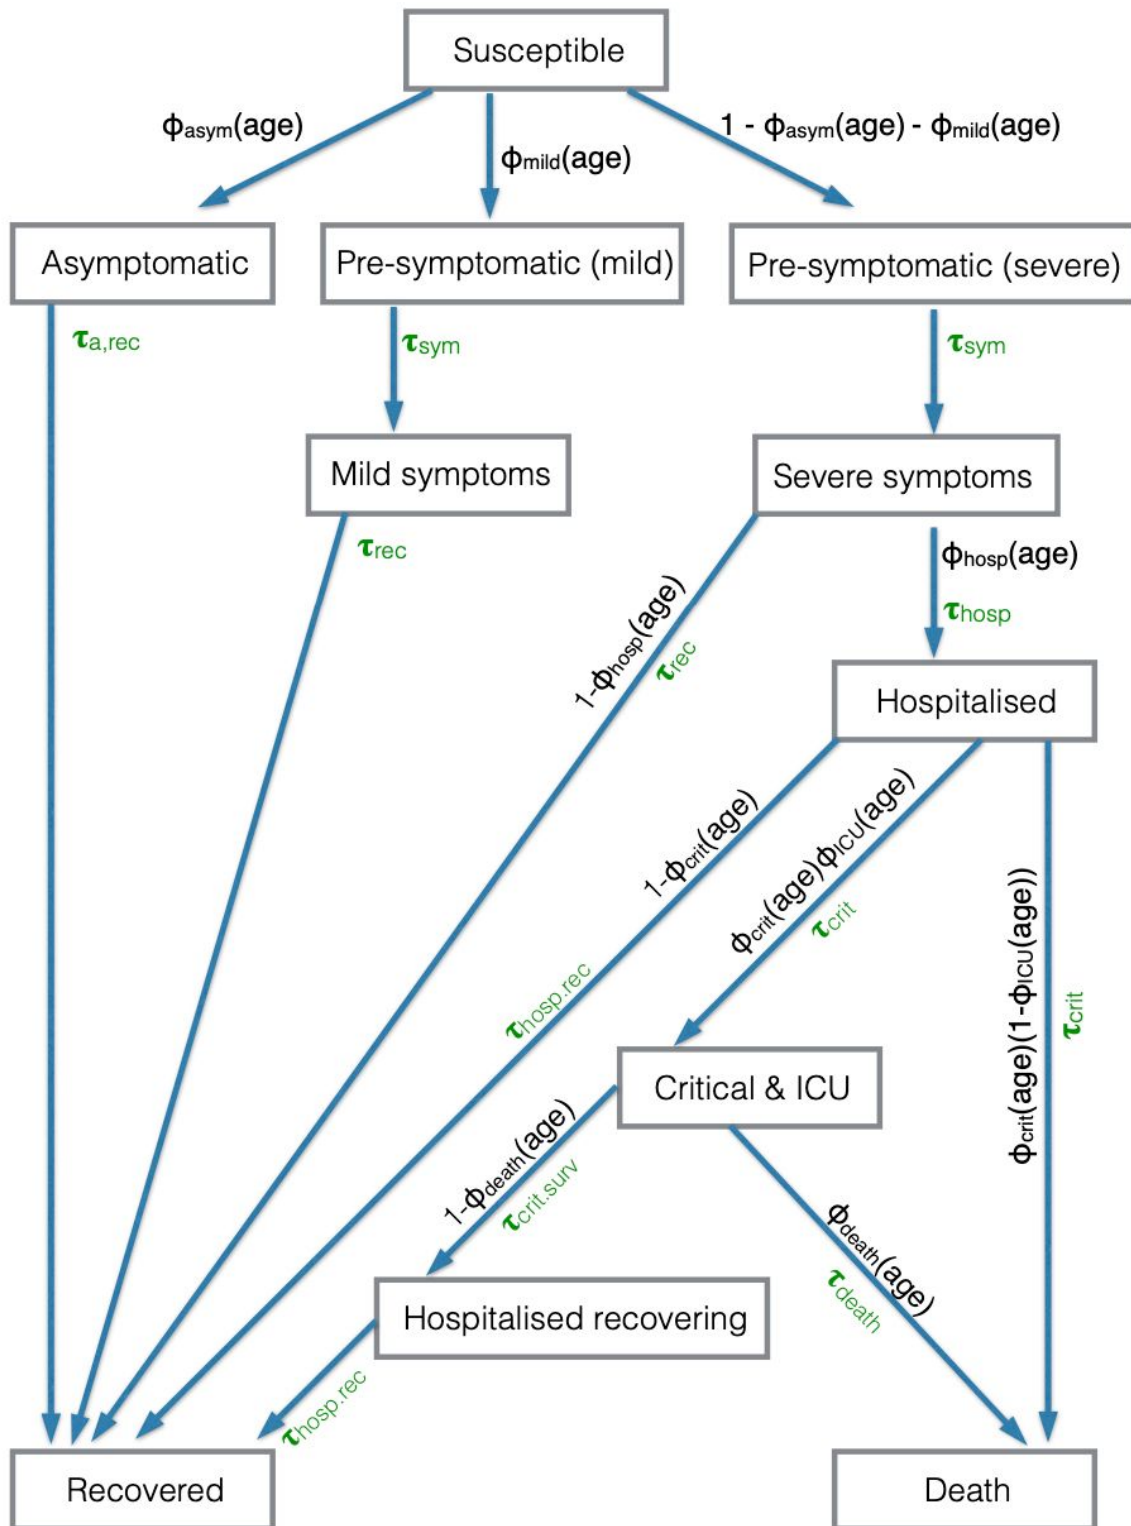 Susceptible
ϕasym(age)
ϕmild(age)
1 - ϕasym(age) - ϕmild(age)
Asymptomatic
Pre-symptomatic (mild)
Pre-symptomatic (severe)
τa,rec
τsym
τsym
Mild symptoms
Severe symptoms
τrec
ϕhosp(age)
τhosp
1-ϕhosp(age)
τrec
Hospitalised
1-ϕcrit(age)
τhosp.rec
ϕcrit(age)ϕICU(age)
τcrit
ϕcrit(age)(1-ϕICU(age))
τcrit
Critical & ICU
1-ϕdeath(age)
τcrit.surv
ϕdeath(age)
τdeath
Hospitalised recovering
τhosp.rec
Recovered
Death